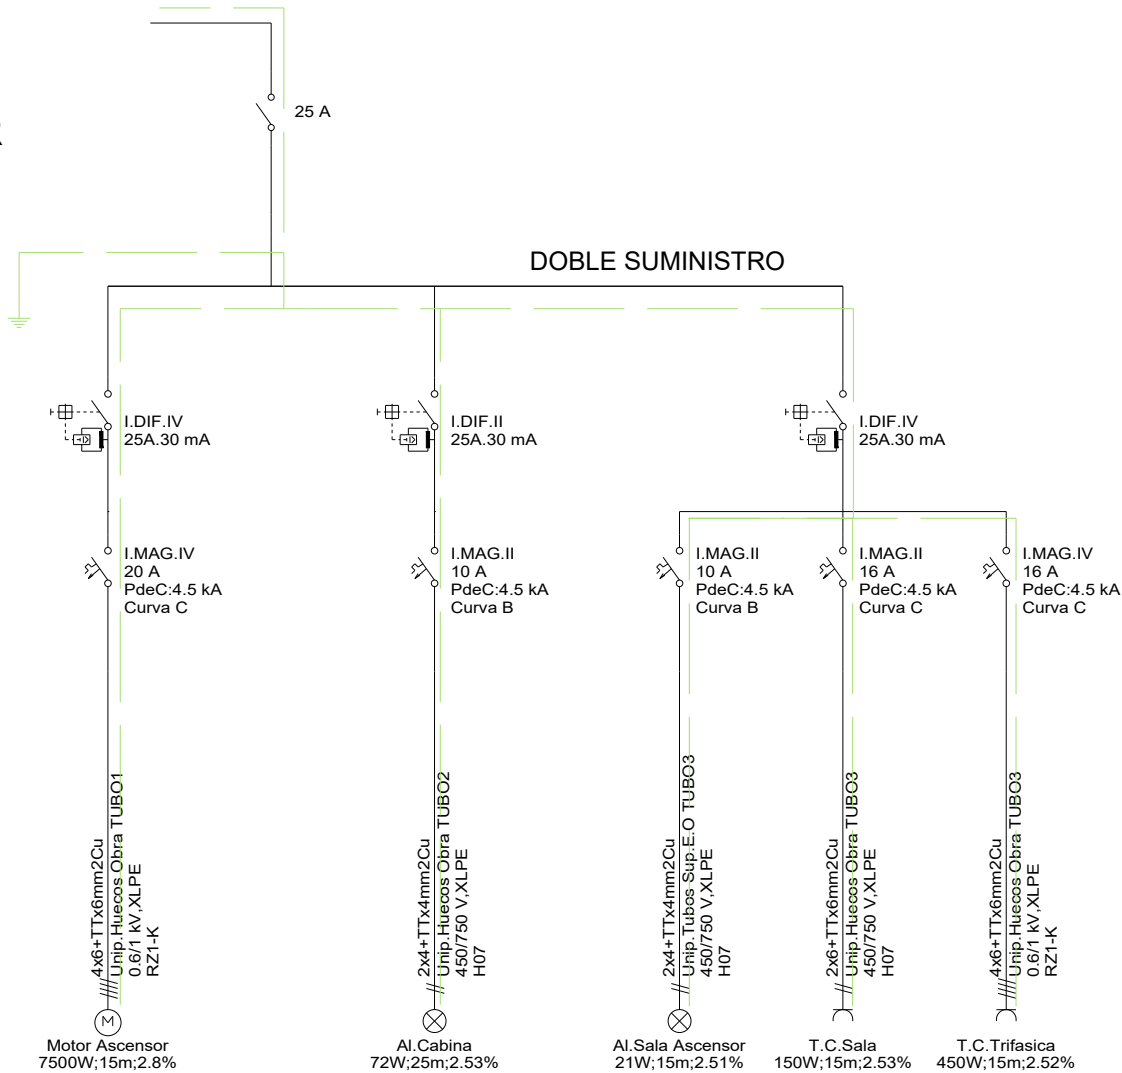 25 A
DOBLE SUMINISTRO
I.DIF.IV
25A.30 mA
I.DIF.II
25A.30 mA
I.DIF.IV
25A.30 mA
I.MAG.IV
20 A
PdeC:4.5 kA
Curva C
I.MAG.II
10 A
PdeC:4.5 kA
Curva B
I.MAG.II
10 A
PdeC:4.5 kA
Curva B
I.MAG.II
16 A
PdeC:4.5 kA
Curva C
I.MAG.IV
16 A
PdeC:4.5 kA
Curva C
4x6+TTx6mm2Cu
Unip.Huecos Obra TUBO1
0.6/1 kV,XLPE
RZ1-K
2x4+TTx4mm2Cu
Unip.Huecos Obra TUBO2
450/750 V,XLPE
H07
2x4+TTx4mm2Cu
Unip.Tubos Sup.E.O TUBO3
450/750 V,XLPE
H07
2x6+TTx6mm2Cu
Unip.Huecos Obra TUBO3
450/750 V,XLPE
H07
4x6+TTx6mm2Cu
Unip.Huecos Obra TUBO3
0.6/1 kV,XLPE
RZ1-K
M
Motor Ascensor
7500W;15m;2.8%
Al.Cabina
72W;25m;2.53%
Al.Sala Ascensor
21W;15m;2.51%
T.C.Sala
150W;15m;2.53%
T.C.Trifasica
450W;15m;2.52%